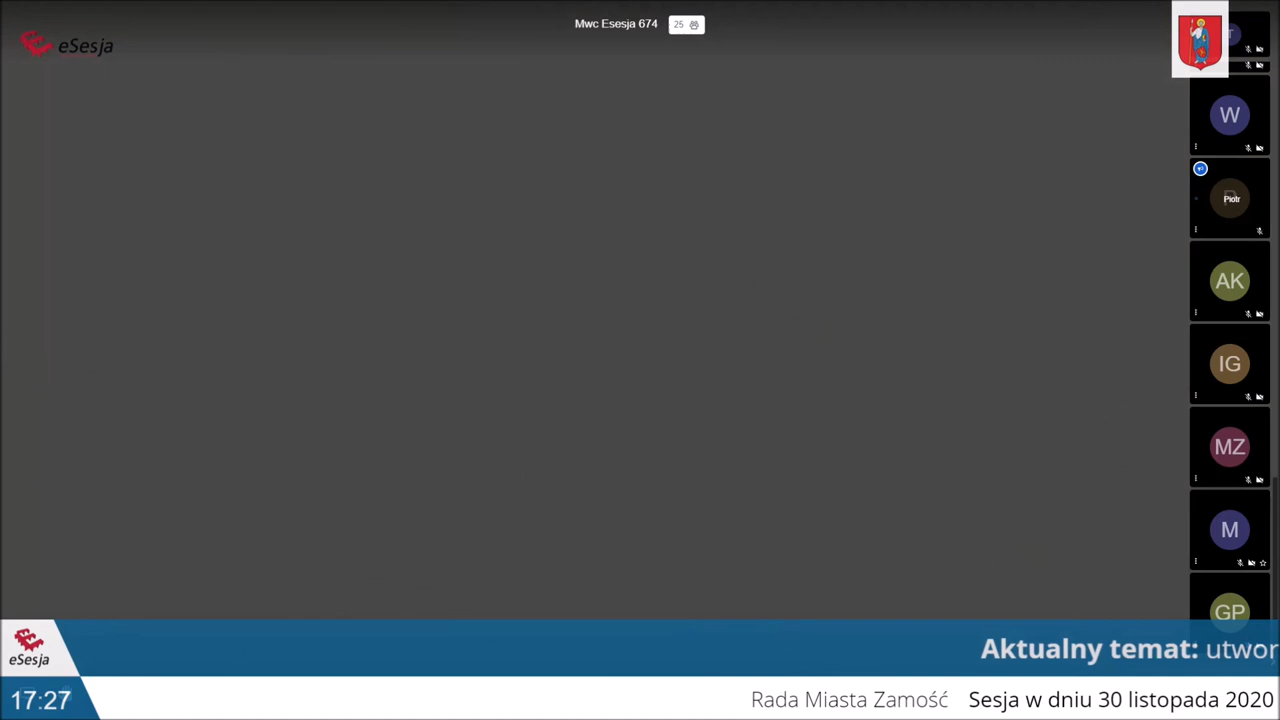 Mwc Esesja 674 25
eSesja
T
W
Piotr
AK
IG
MZ
M
GP
Aktualny temat: utwor
eSesja
17:27
Rada Miasta Zamość Sesja w dniu 30 listopada 2020